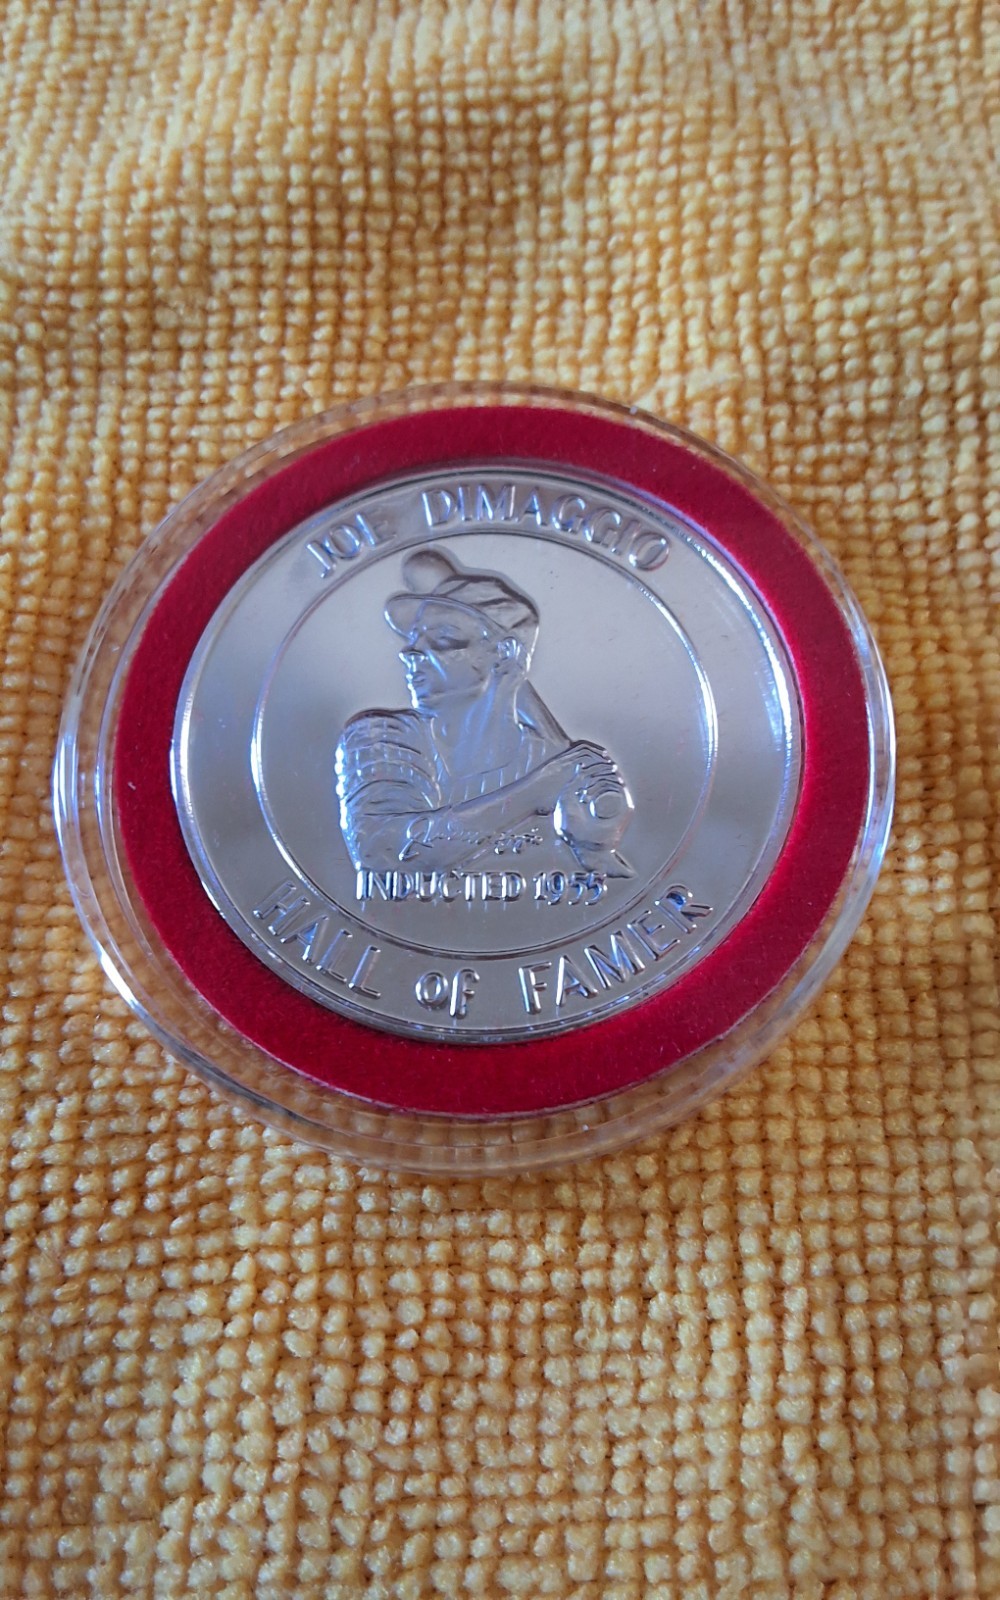 JOE DIMAGGIO
INDUCTED 1955
HALL of FAMER